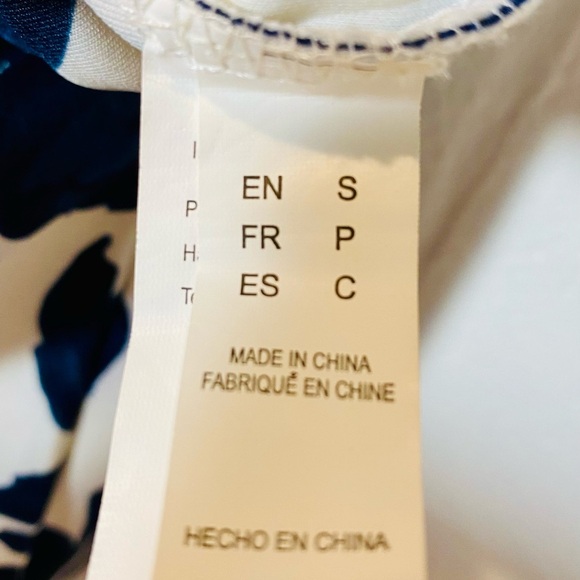 EN S
FR P
ES C
MADE IN CHINA
FABRIQUÉ EN CHINE
HECHO EN CHINA